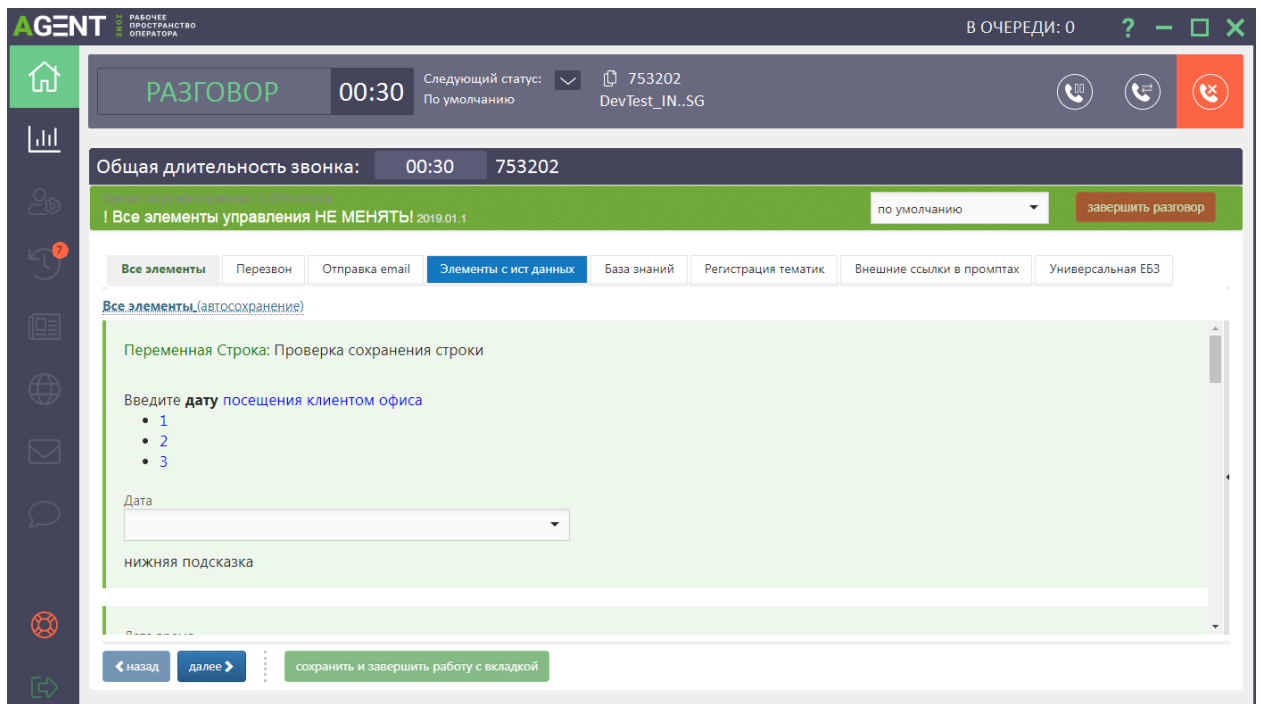 AGENT ZONE РАБОЧЕЕ ПРОСТРАНСТВО ОПЕРАТОРА
В ОЧЕРЕДИ: 0 ?
РАЗГОВОР 00:30 Следующий статус: По умолчанию 753202 DevTest_IN..SG
Общая длительность звонка: 00:30 753202
! Все элементы управления НЕ МЕНЯТЬ! 2019.01.1 по умолчанию завершить разговор
7
Все элементы Перезвон Отправка email Элементы с ист данных База знаний Регистрация тематик Внешние ссылки в промптах Универсальная ЕБЗ
Все элементы (автосохранение)
Переменная Строка: Проверка сохранения строки
Введите дату посещения клиентом офиса
1
2
3
Дата
нижняя подсказка
назад далее сохранить и завершить работу с вкладкой